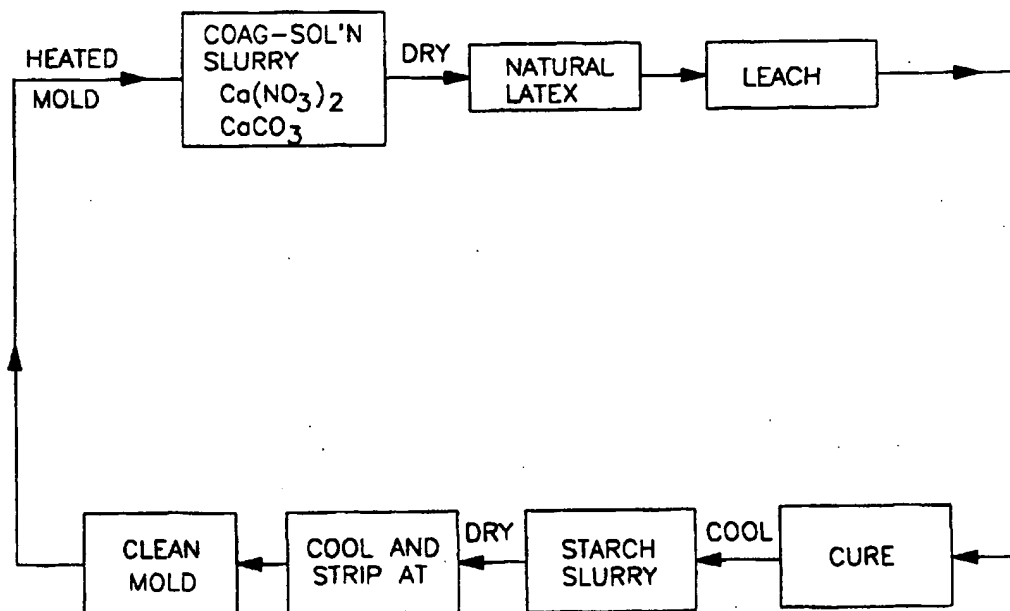 HEATED
MOLD
COAG-SOL'N
SLURRY
Ca(NO3)2
CaCO3
DRY
NATURAL
LATEX
LEACH
CURE
COOL
STARCH
SLURRY
DRY
COOL AND
STRIP AT
CLEAN
MOLD